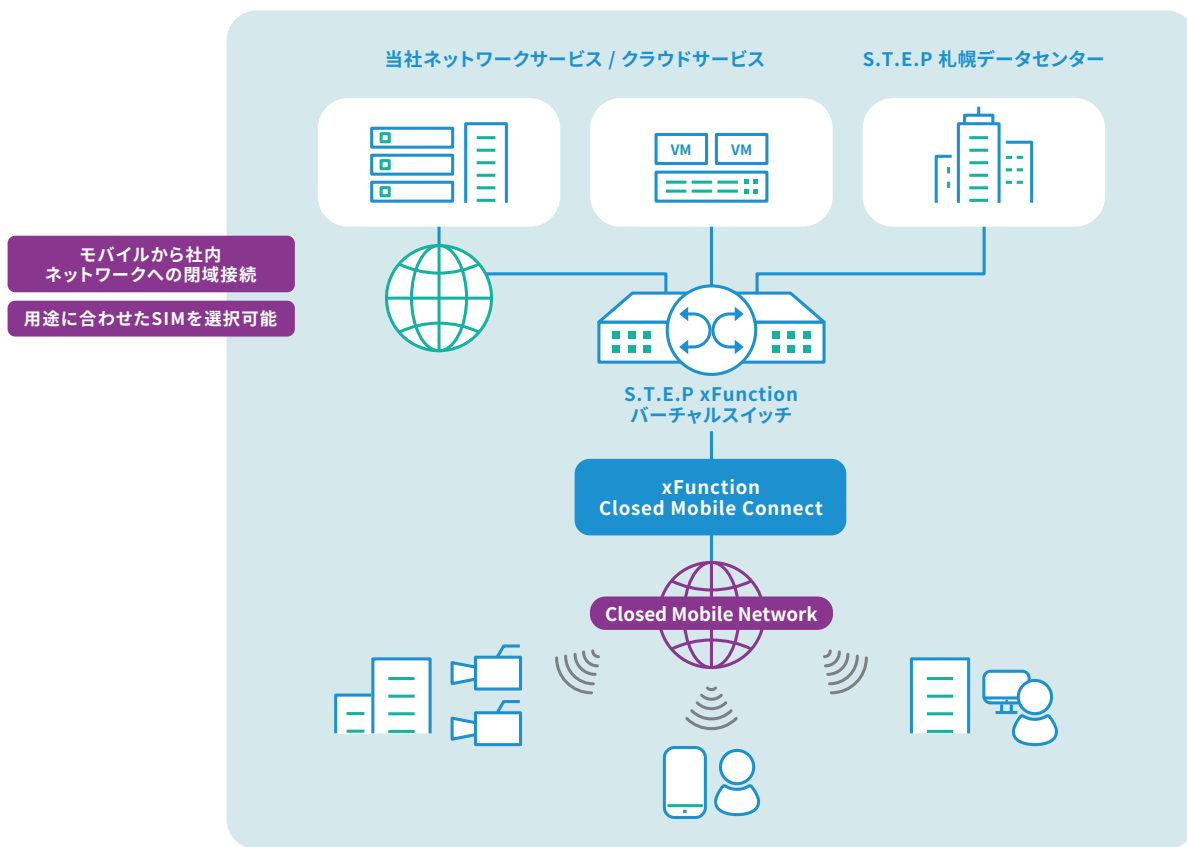 当社ネットワークサービス / クラウドサービス
S.T.E.P 札幌データセンター
VM
VM
モバイルから社内
ネットワークへの閉域接続
用途に合わせたSIMを選択可能
S.T.E.P xFunction
バーチャルスイッチ
xFunction
Closed Mobile Connect
Closed Mobile Network